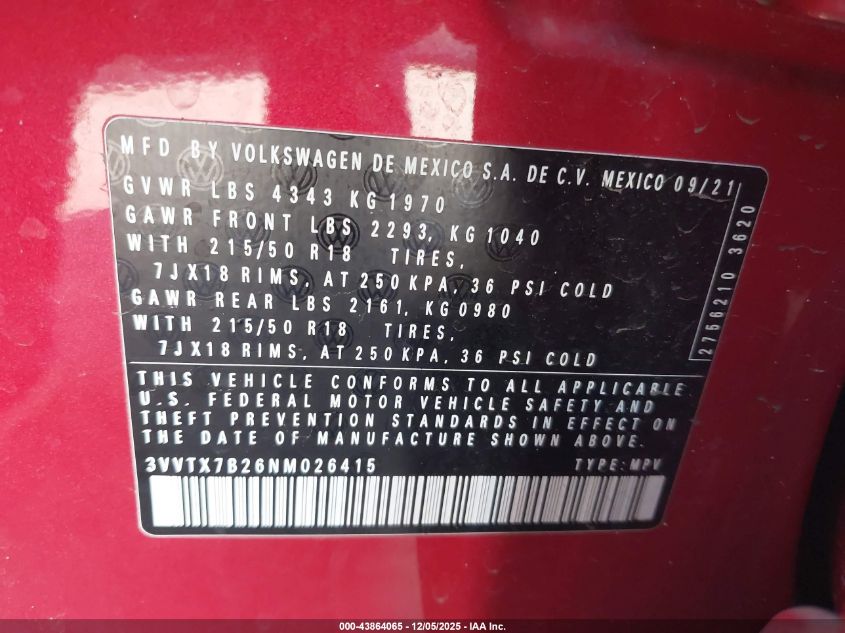 MFD BY VOLKSWAGEN DE MEXICO S.A. DE C.V. MEXICO 09/21
GVWR LBS 4343 KG 1970
GAWR FRONT LBS 2293, KG 1040
WITH 215/50 R18 TIRES,
7JX18 RIMS, AT 250 KPA, 36 PSI COLD
GAWR REAR LBS 2161, KG 0980
WITH 215/50 R18 TIRES,
7JX18 RIMS, AT 250 KPA, 36 PSI COLD
2756210 3620
THIS VEHICLE CONFORMS TO ALL APPLICABLE
U.S. FEDERAL MOTOR VEHICLE SAFETY AND
THEFT PREVENTION STANDARDS IN EFFECT ON
THE DATE OF MANUFACTURE SHOWN ABOVE.
3VVTX7B26NM026415 TYPE: MPV
000-43864065 - 12/05/2025 - IAA Inc.